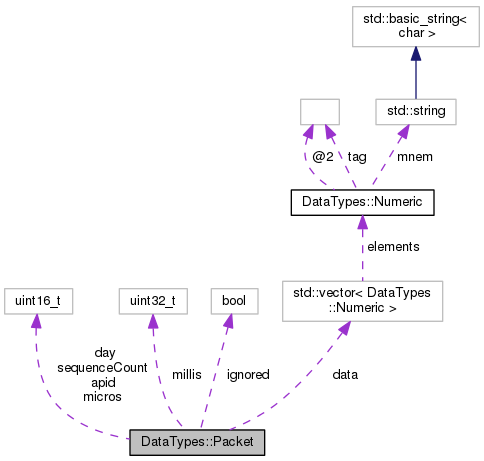 std::basic_string<
char >
std::string
@2
tag
mnem
DataTypes::Numeric
elements
uint16_t
uint32_t
bool
std::vector< DataTypes
::Numeric >
day
sequenceCount
apid
micros
millis
ignored
data
DataTypes::Packet